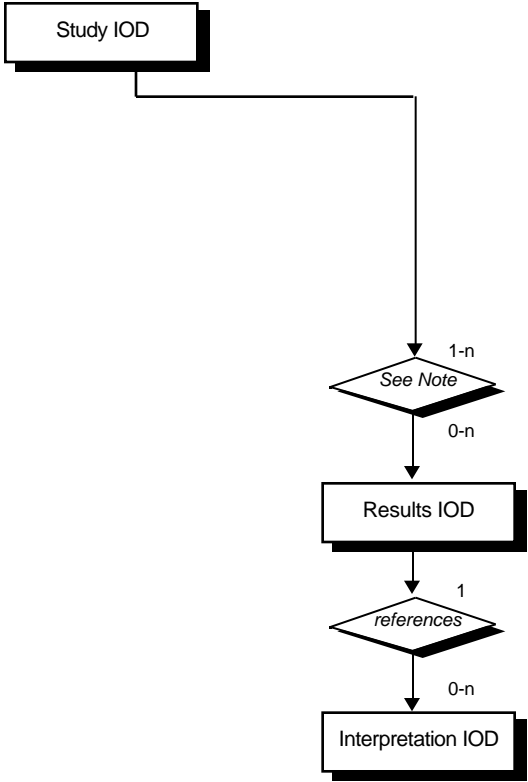 Study IOD
1-n
See Note
0-n
Results IOD
1
references
0-n
Interpretation IOD